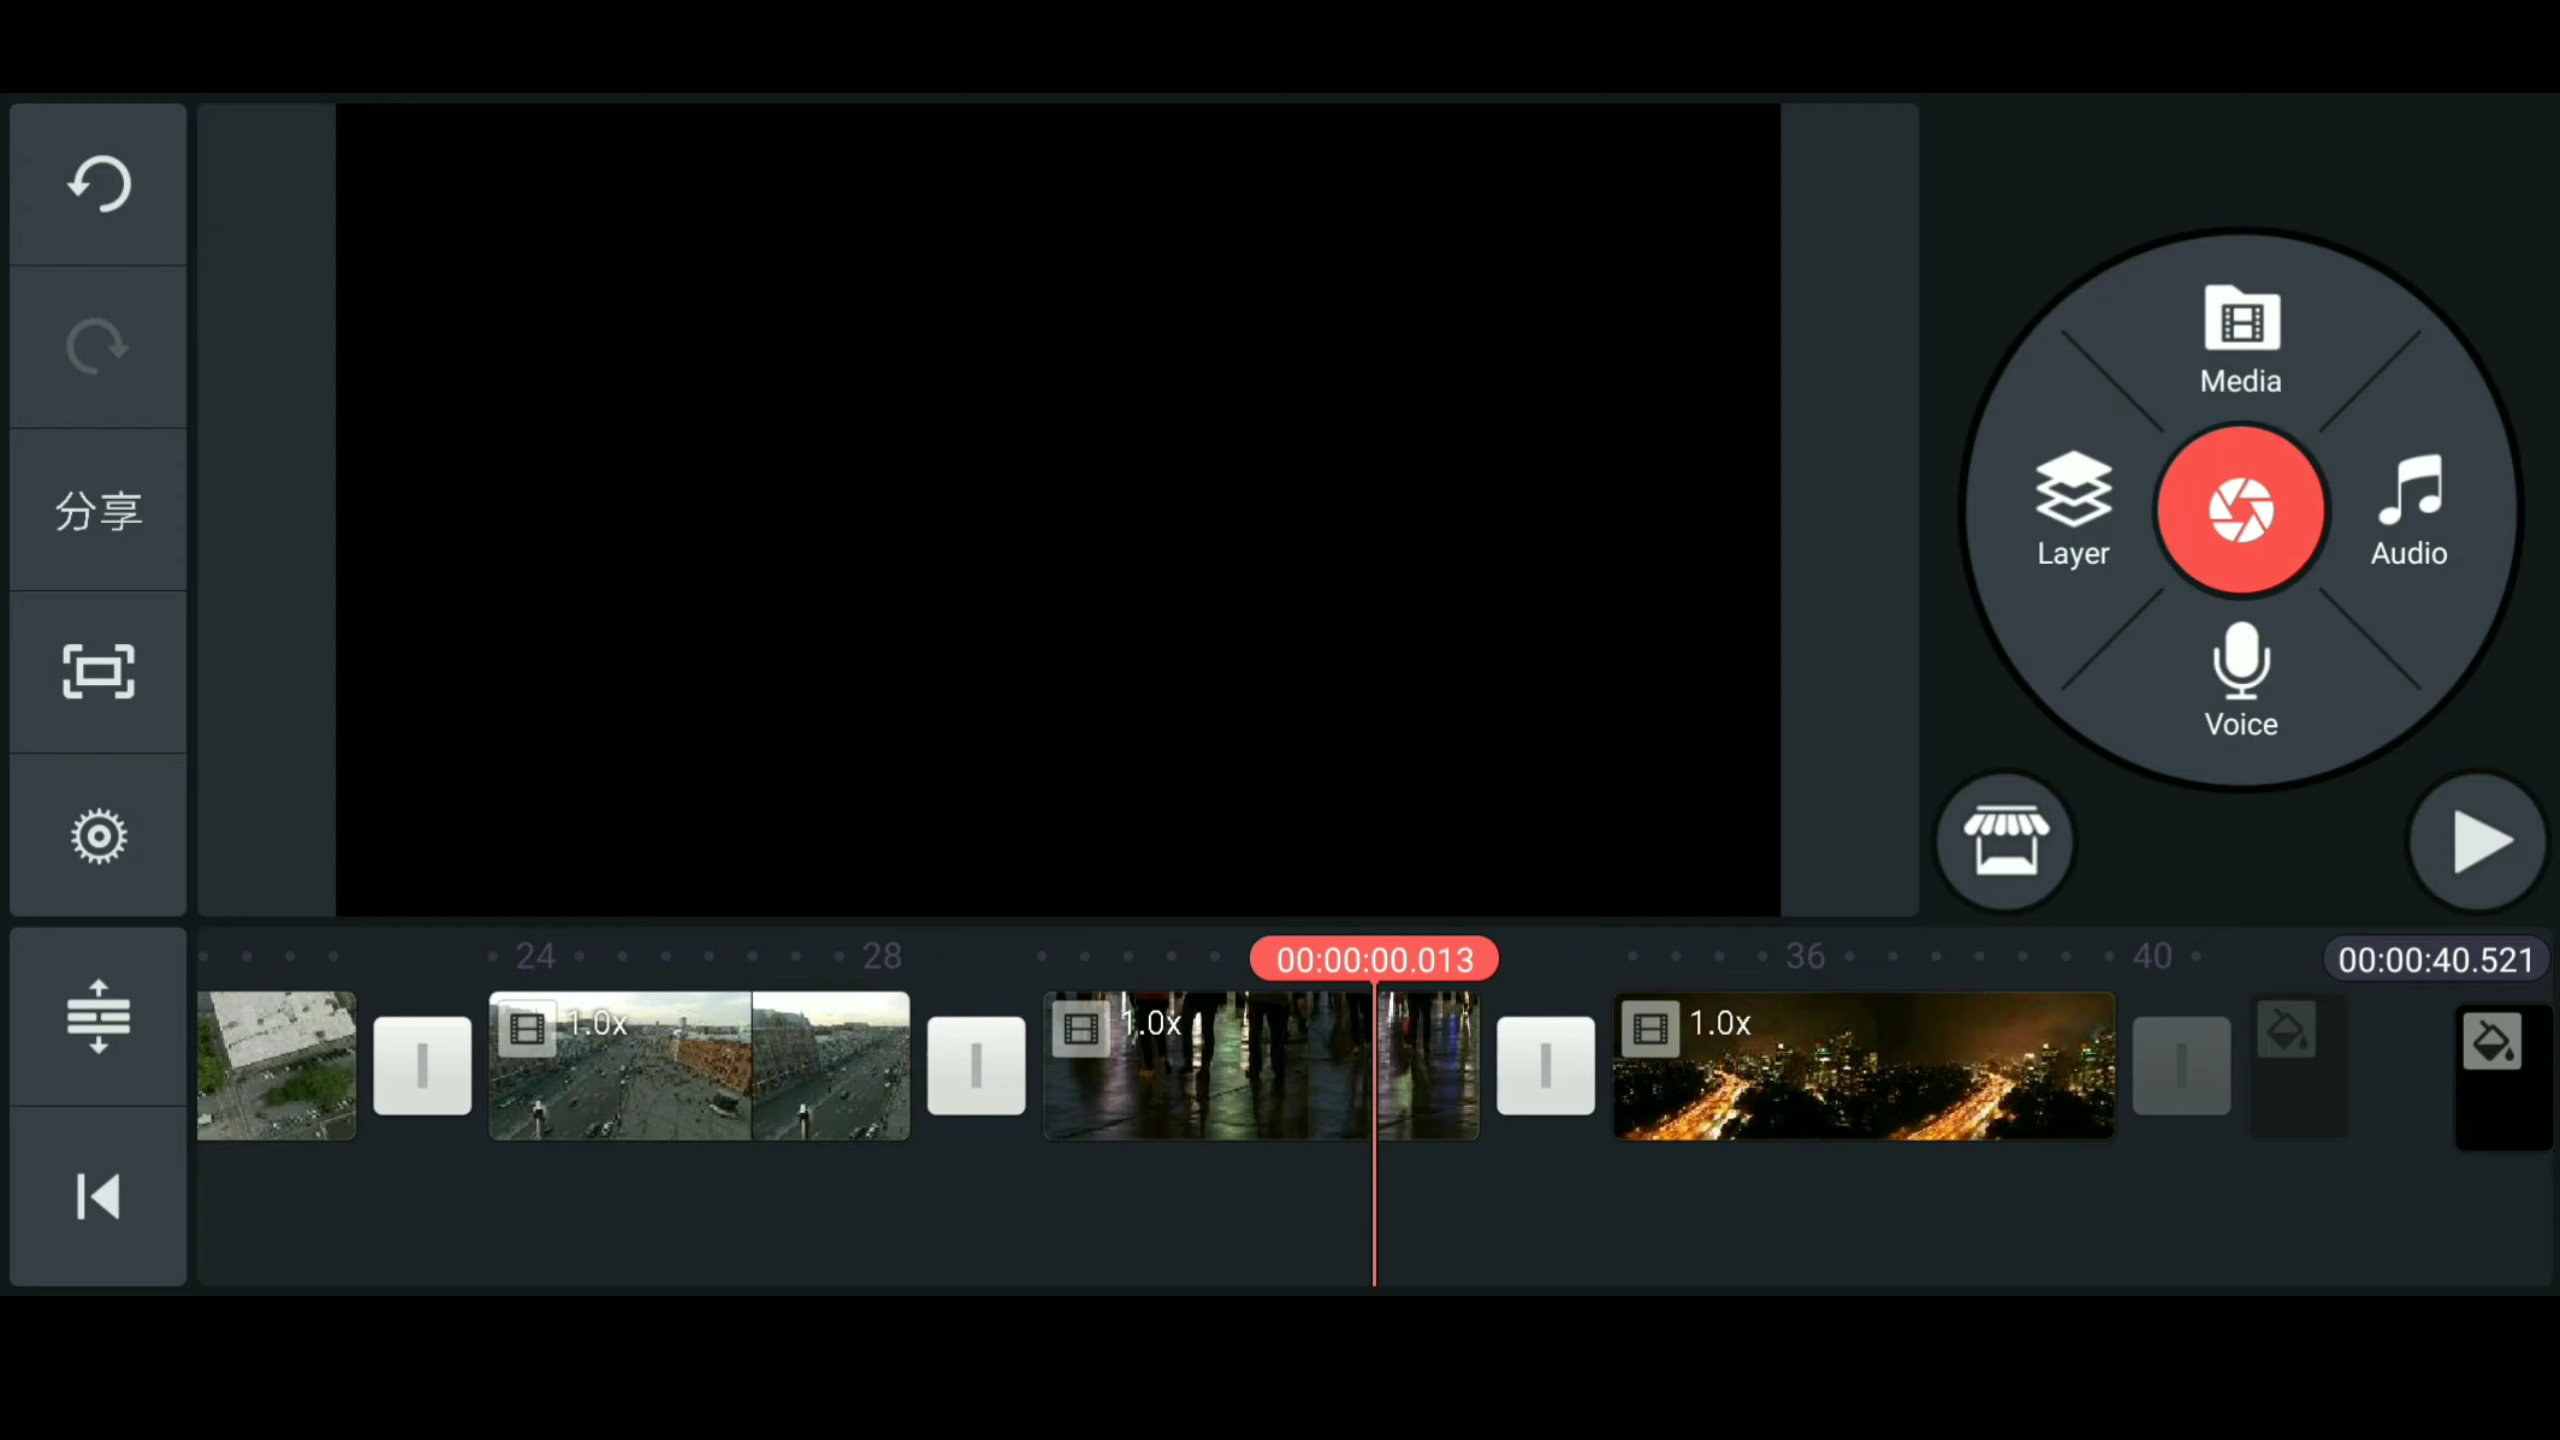 分享
Media
Layer
Audio
Voice
24
28
00:00:00.013
36
40
00:00:40.521
1.0x
1.0x
1.0x